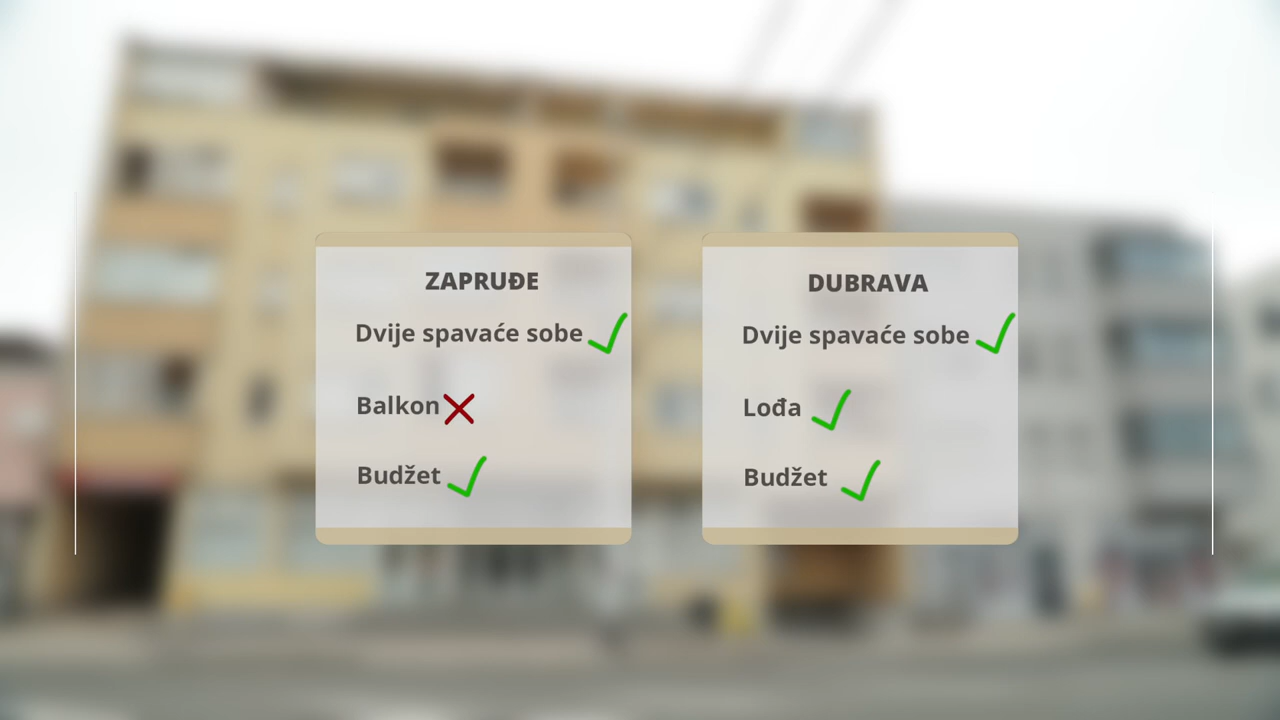 ZAPRUĐE
Dvije spavaće sobe
Balkon
Budžet
DUBRAVA
Dvije spavaće sobe
Lođa
Budžet